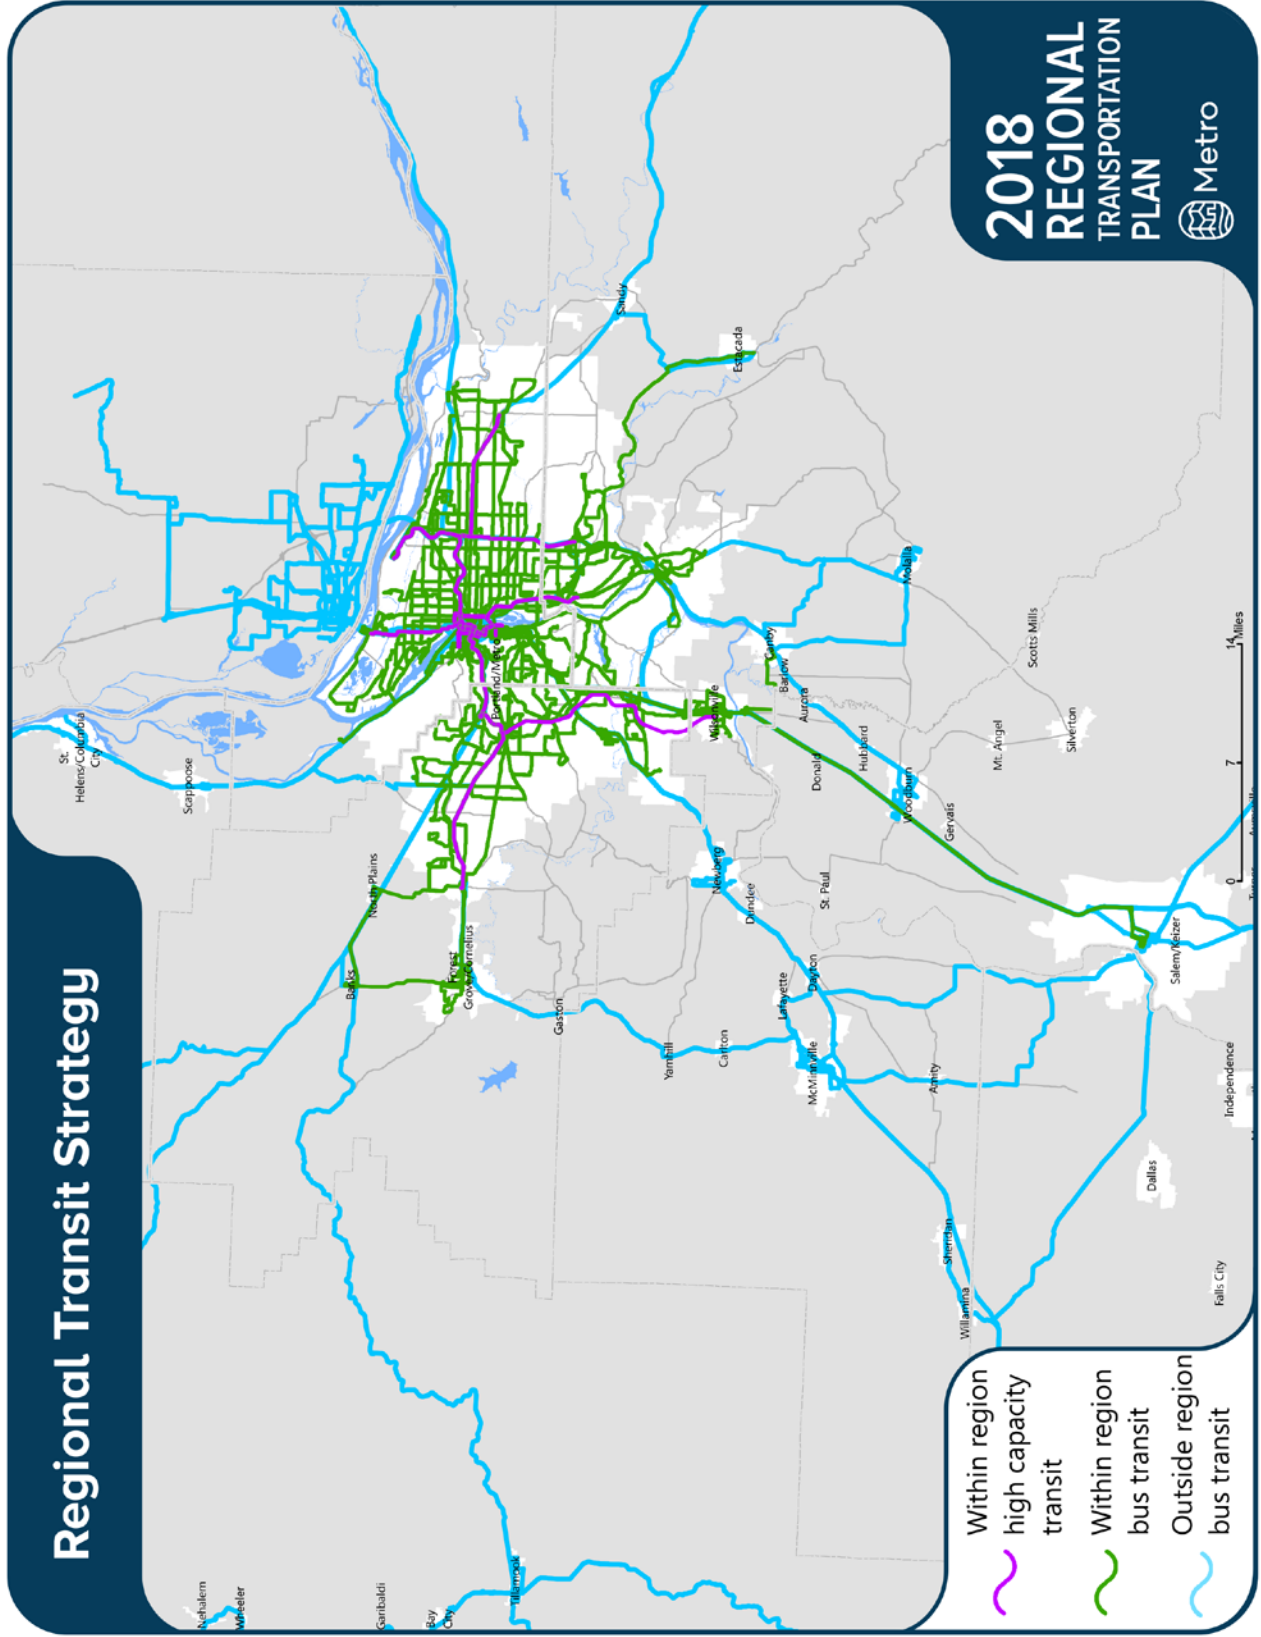 Regional Transit Strategy
2018
REGIONAL
TRANSPORTATION
PLAN
Metro
St.
Helens/Columbia
City
Scappoose
North Plains
Banks
Forest
Grove/Cornelius
Portland/Metro
Sandy
Estacada
Gaston
Yamhill
Carlton
Newberg
Dundee
St. Paul
Lafayette
Dayton
McMinnville
Amity
Sheridan
Willamina
Wilsonville
Canby
Barlow
Aurora
Donald
Hubbard
Woodburn
Gervais
Molalla
Scotts Mills
Mt. Angel
Silverton
Salem/Keizer
Independence
Dallas
Falls City
Nehalem
Wheeler
Garibaldi
Bay
City
Tillamook
0
7
14
Miles
Within region
high capacity
transit
Within region
bus transit
Outside region
bus transit